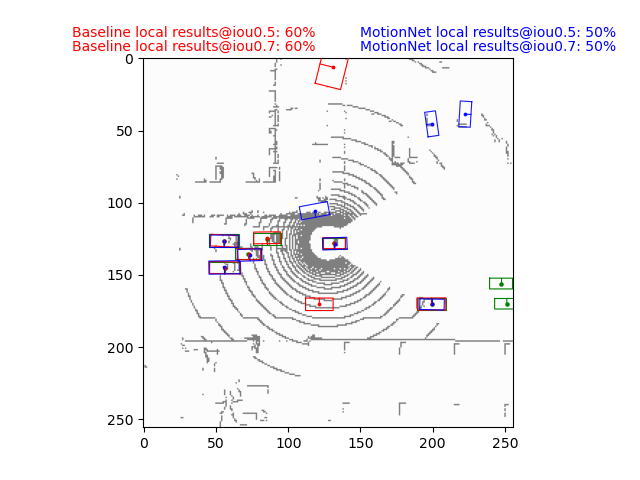 Baseline local results@iou0.5: 60% MotionNet local results@iou0.5: 50%
Baseline local results@iou0.7: 60% MotionNet local results@iou0.7: 50%
0
50
100
150
200
250
0 50 100 150 200 250